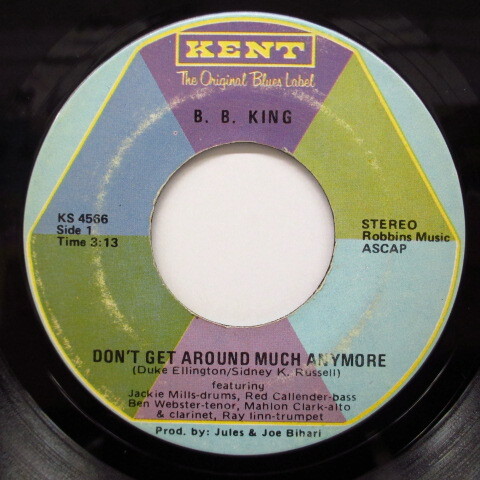 KENT
The Original Blues Label
B. B. KING
KS 4566
Side 1
Time 3:13
STEREO
Robbins Music
ASCAP
DON'T GET AROUND MUCH ANYMORE
(Duke Ellington/Sidney K. Russell)
featuring
Jackie Mills-drums, Red Callender-bass
Ben Webster-tenor, Mahlon Clark-alto
& clarinet, Ray linn-trumpet
Prod. by: Jules & Joe Bihari